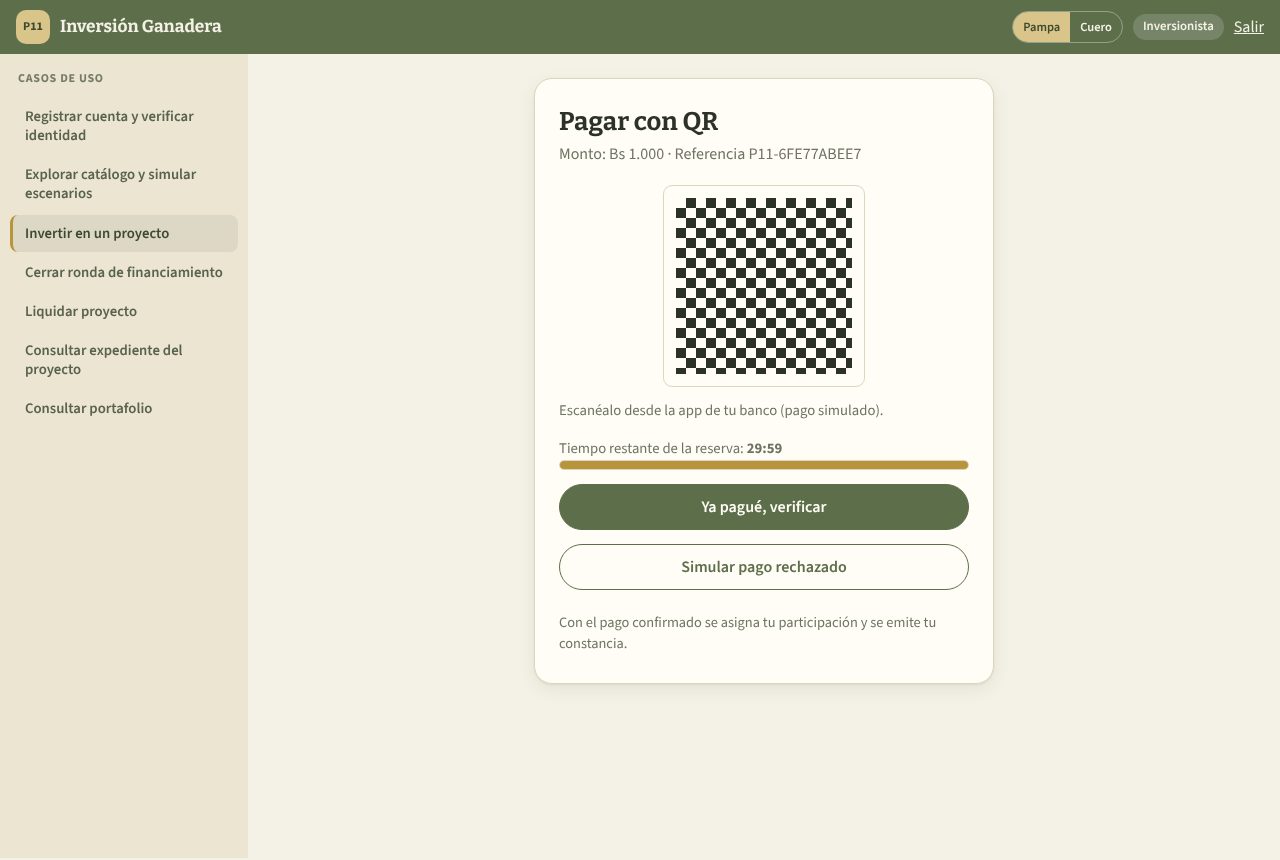 P11 Inversión Ganadera
Pampa Cuero Inversionista Salir
CASOS DE USO
Registrar cuenta y verificar
identidad
Explorar catálogo y simular
escenarios
Invertir en un proyecto
Cerrar ronda de financiamiento
Liquidar proyecto
Consultar expediente del
proyecto
Consultar portafolio
Pagar con QR
Monto: Bs 1.000 · Referencia P11-6FE77ABEE7
Escanéalo desde la app de tu banco (pago simulado).
Tiempo restante de la reserva: 29:59
Ya pagué, verificar
Simular pago rechazado
Con el pago confirmado se asigna tu participación y se emite tu
constancia.